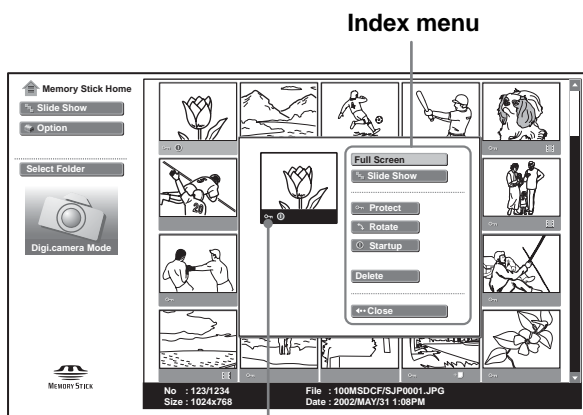 Index menu
Memory Stick Home
Slide Show
Option
Select Folder
Digi.camera Mode
MEMORY STICK
20
Full Screen
Slide Show
Protect
Rotate
Startup
Delete
Close
No : 123/1234
Size : 1024x768
File : 100MSDCF/SJP0001.JPG
Date : 2002/MAY/31 1:08PM